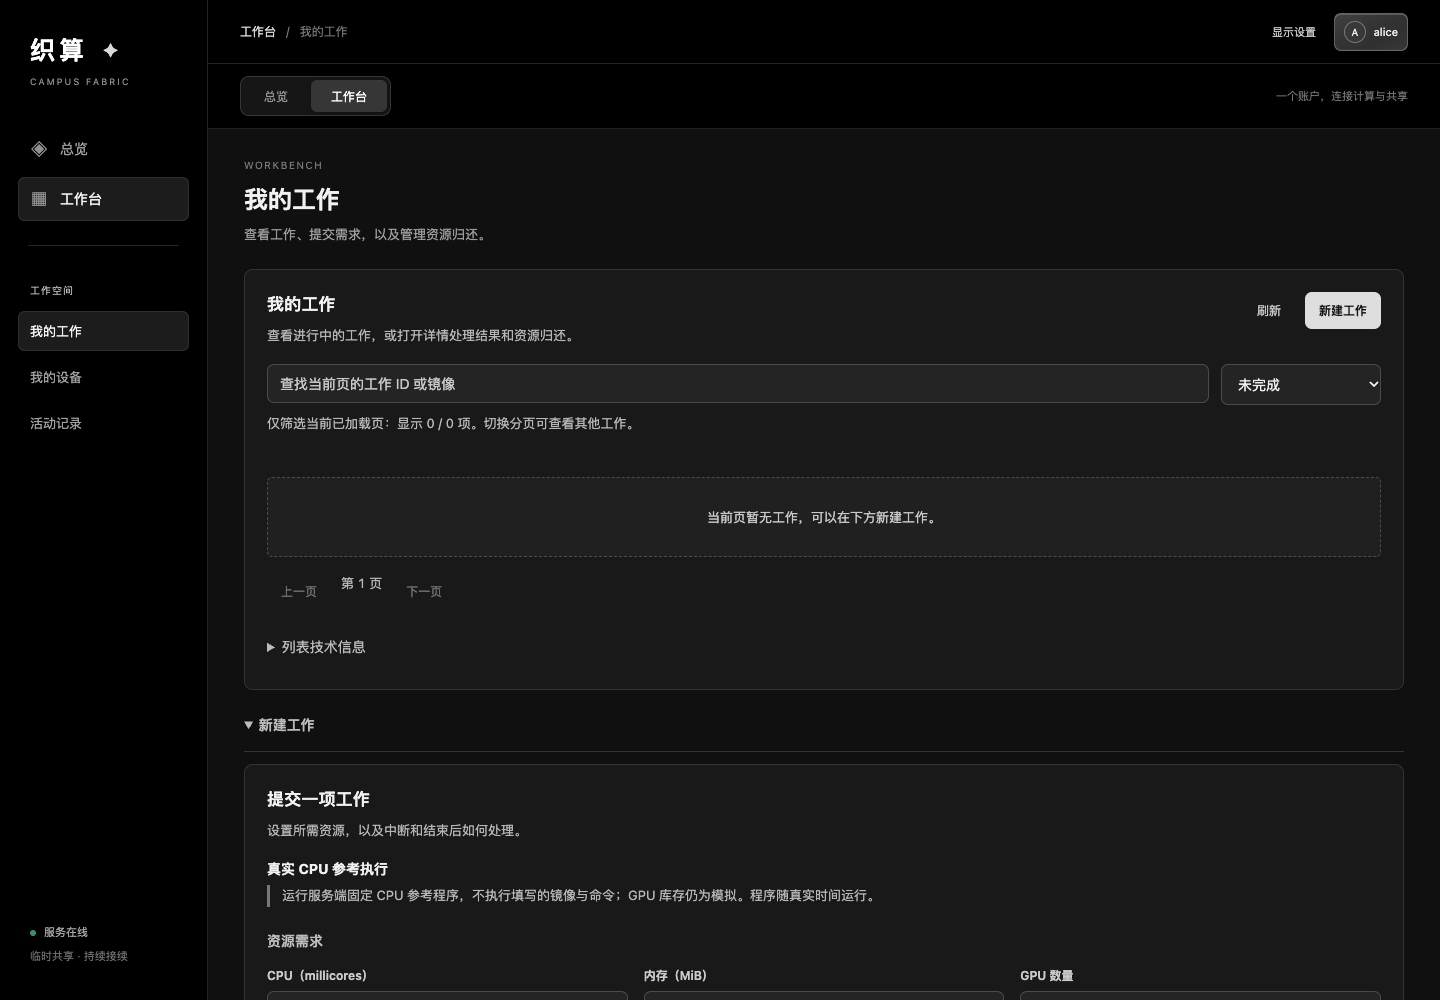 织算
CAMPUS FABRIC
总览
工作台
工作空间
我的工作
我的设备
活动记录
服务在线
临时共享 · 持续接续
工作台 / 我的工作
显示设置
A alice
总览 工作台
一个账户，连接计算与共享
WORKBENCH
我的工作
查看工作、提交需求，以及管理资源归还。
我的工作
查看进行中的工作，或打开详情处理结果和资源归还。
刷新 新建工作
查找当前页的工作 ID 或镜像
未完成
仅筛选当前已加载页：显示 0 / 0 项。切换分页可查看其他工作。
当前页暂无工作，可以在下方新建工作。
上一页 第 1 页 下一页
列表技术信息
新建工作
提交一项工作
设置所需资源，以及中断和结束后如何处理。
真实 CPU 参考执行
运行服务端固定 CPU 参考程序，不执行填写的镜像与命令；GPU 库存仍为模拟。程序随真实时间运行。
资源需求
CPU（millicores） 内存（MiB） GPU 数量